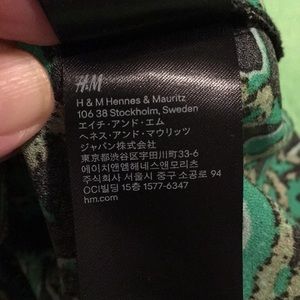 H&M
H & M Hennes & Mauritz
106 38 Stockholm, Sweden
エイチ・アンド・エム
ヘネス・アンド・マウリッツ
ジャパン株式会社
東京都渋谷区宇田川町33-6
에이치앤엠헤네스앤모리츠
주식회사 서울시 중구 소공로 94
OCI빌딩 15층 1577-6347
hm.com